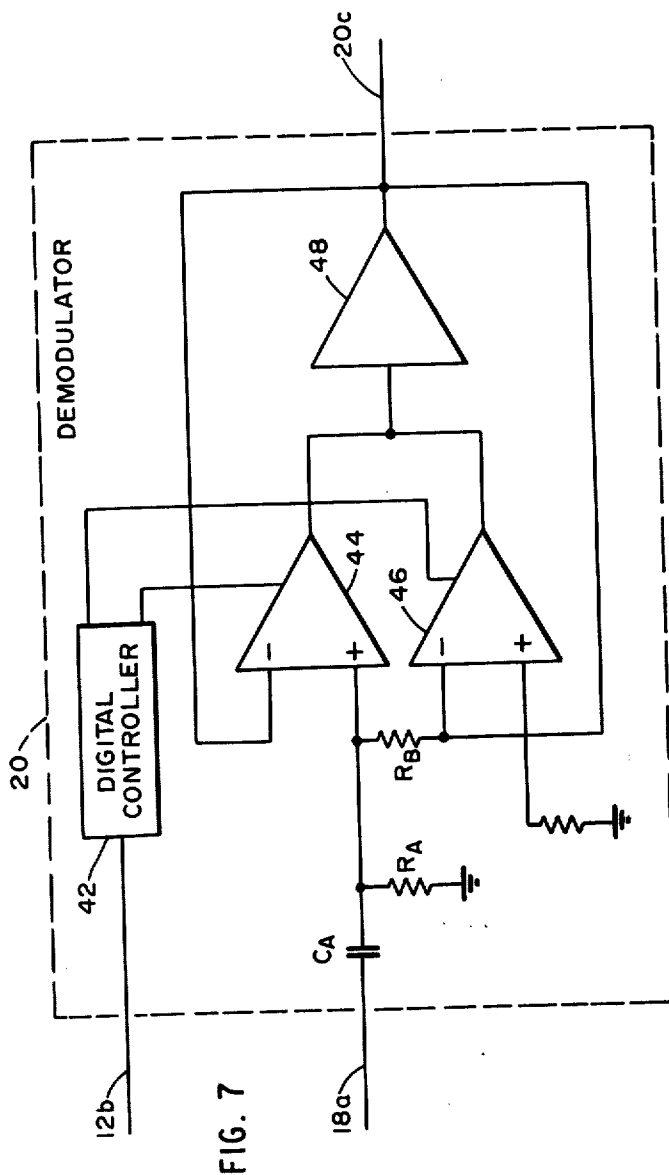 20
DEMODULATOR
42
DIGITAL
CONTROLLER
12b
48
20c
44
−
+
46
−
+
RB
RA
CA
18a
FIG. 7